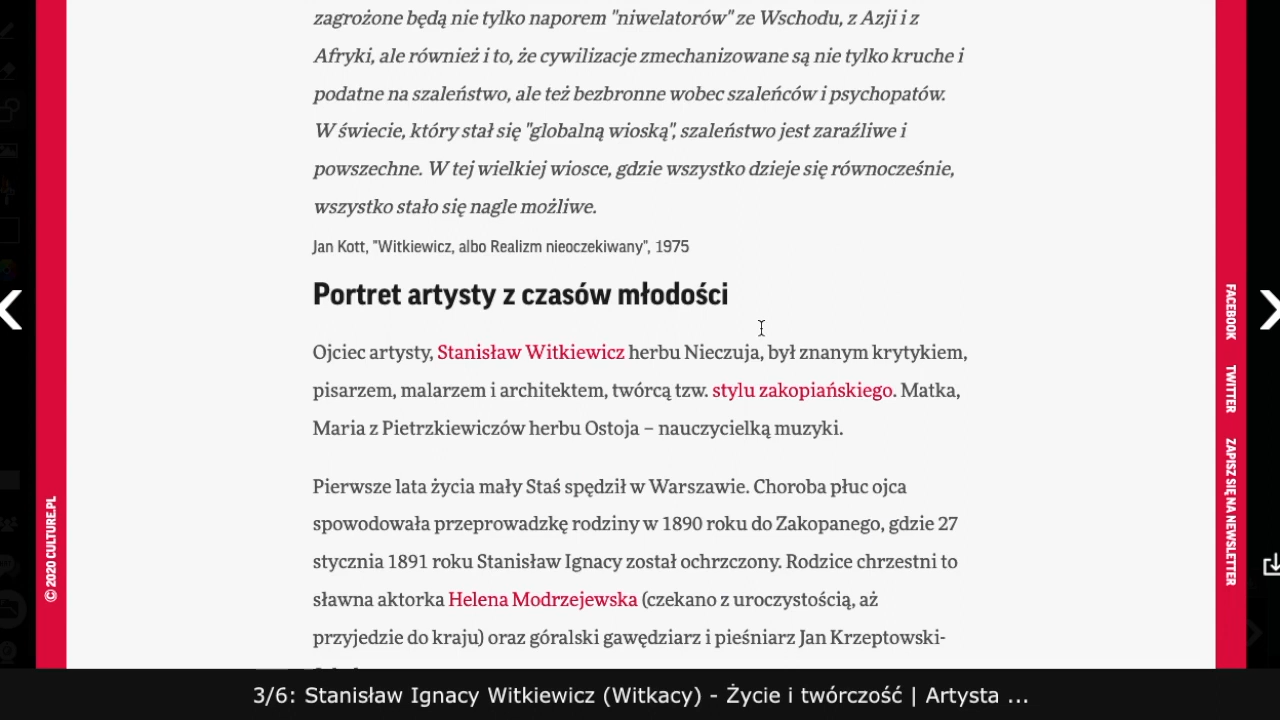 zagrożone będą nie tylko naporem "niwelatorów" ze Wschodu, z Azji i z
Afryki, ale również i to, że cywilizacje zmechanizowane są nie tylko kruche i
podatne na szaleństwo, ale też bezbronne wobec szaleńców i psychopatów.
W świecie, który stał się "globalną wioską", szaleństwo jest zaraźliwe i
powszechne. W tej wielkiej wiosce, gdzie wszystko dzieje się równocześnie,
wszystko stało się nagle możliwe.
Jan Kott, "Witkiewicz, albo Realizm nieoczekiwany", 1975
Portret artysty z czasów młodości
Ojciec artysty, Stanisław Witkiewicz herbu Nieczuja, był znanym krytykiem,
pisarzem, malarzem i architektem, twórcą tzw. stylu zakopiańskiego. Matka,
Maria z Pietrzkiewiczów herbu Ostoja – nauczycielką muzyki.
Pierwsze lata życia mały Staś spędził w Warszawie. Choroba płuc ojca
spowodowała przeprowadzkę rodziny w 1890 roku do Zakopanego, gdzie 27
stycznia 1891 roku Stanisław Ignacy został ochrzczony. Rodzice chrzestni to
sławna aktorka Helena Modrzejewska (czekano z uroczystością, aż
przyjedzie do kraju) oraz góralski gawędziarz i pieśniarz Jan Krzeptowski-
© 2020 CULTURE.PL
FACEBOOK
TWITTER
ZAPISZ SIĘ NA NEWSLETTER
3/6: Stanisław Ignacy Witkiewicz (Witkacy) - Życie i twórczość | Artysta ...